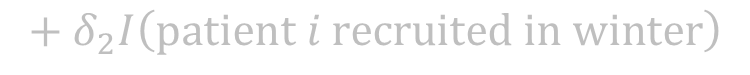 + δ₂I(patient i recruited in winter)